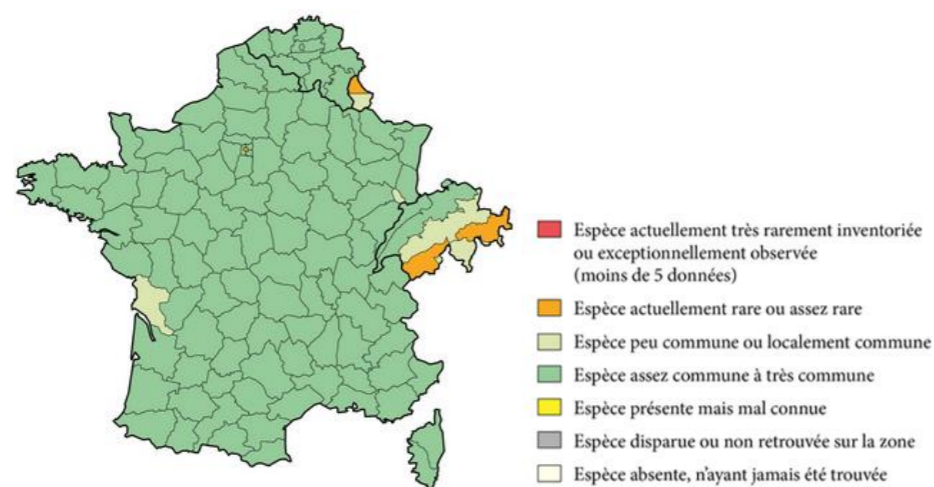 Espèce actuellement très rarement inventoriée
ou exceptionnellement observée
(moins de 5 données)
Espèce actuellement rare ou assez rare
Espèce peu commune ou localement commune
Espèce assez commune à très commune
Espèce présente mais mal connue
Espèce disparue ou non retrouvée sur la zone
Espèce absente, n'ayant jamais été trouvée